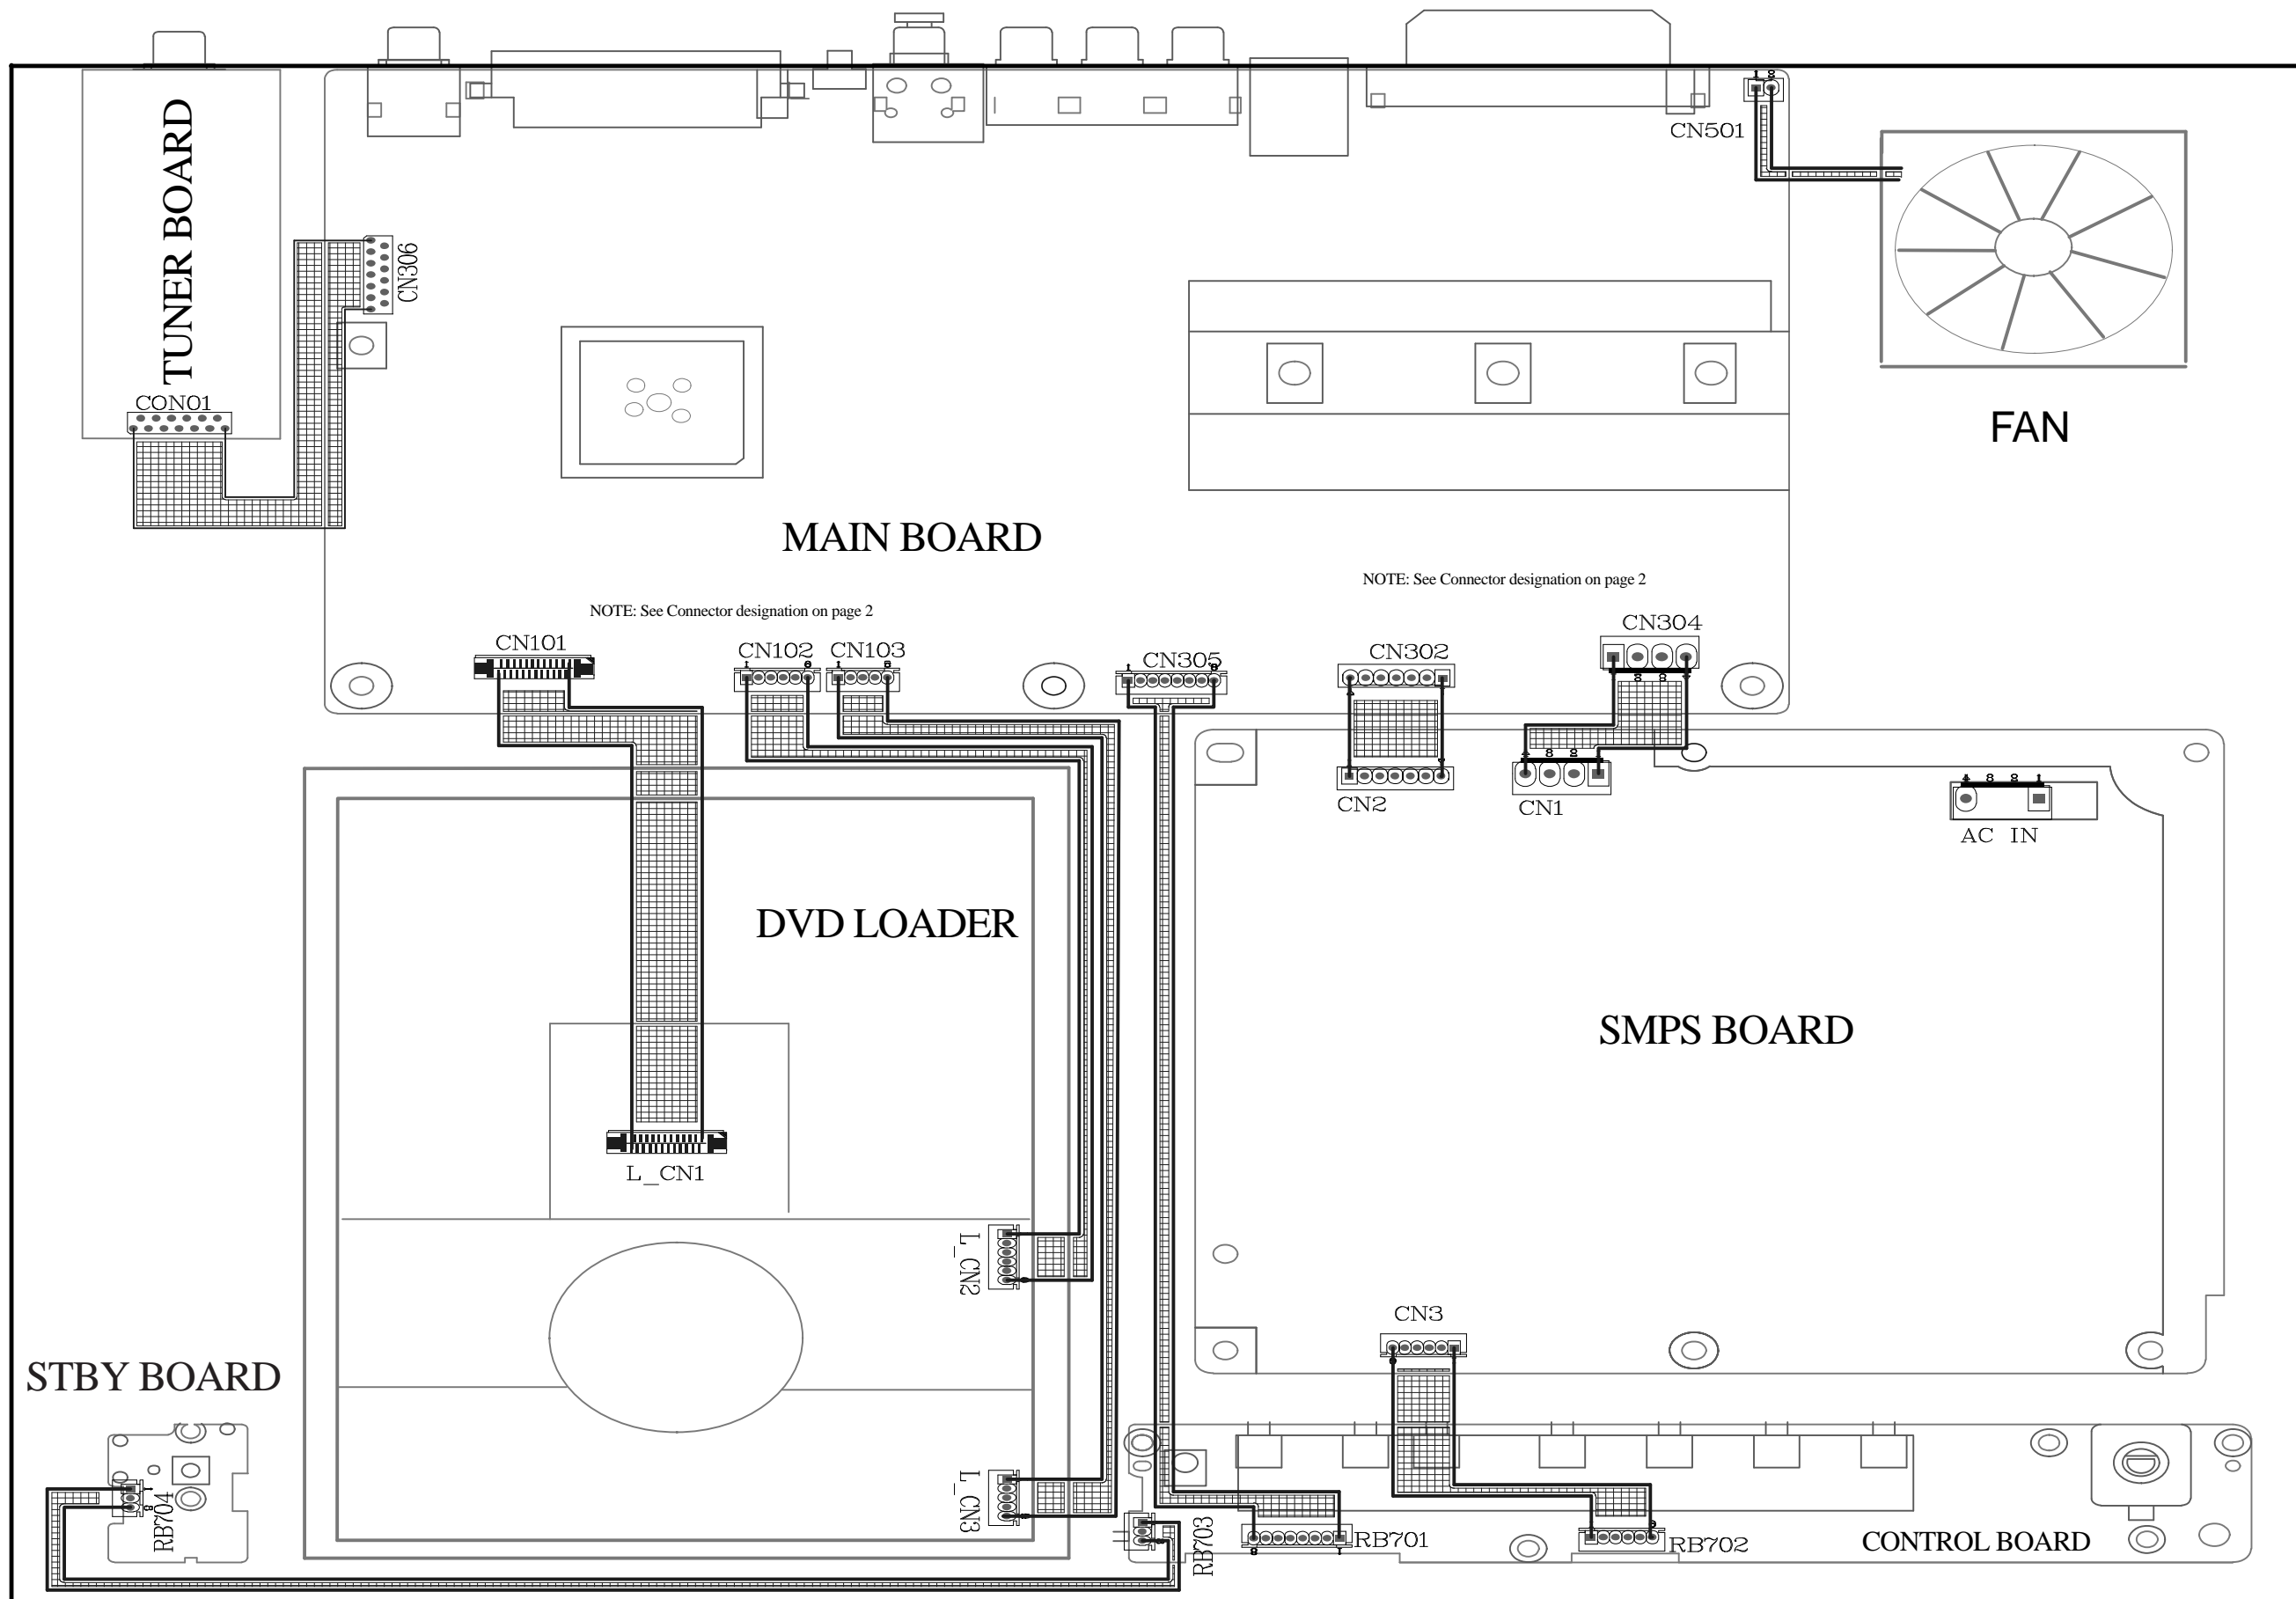 TUNER BOARD
CN501
CN306
CON01
FAN
MAIN BOARD
NOTE: See Connector designation on page 2
NOTE: See Connector designation on page 2
CN101
CN102
CN103
CN305
CN302
CN304
CN2
CN1
AC IN
DVD LOADER
SMPS BOARD
L_CN1
L_CN2
CN3
STBY BOARD
L_CN3
RB704
RB703
RB701
RB702
CONTROL BOARD